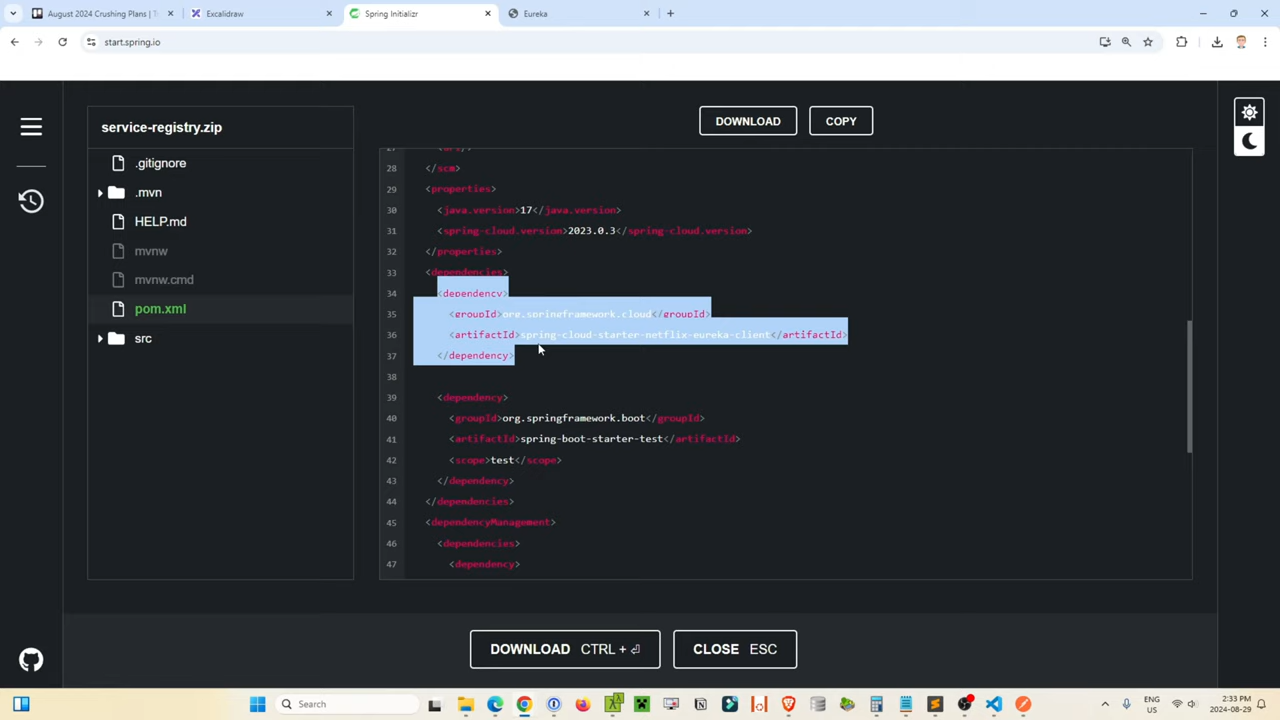 August 2024 Crushing Plans | T
Excalidraw
Spring Initializr
Eureka
start.spring.io
service-registry.zip
DOWNLOAD
COPY
.gitignore
.mvn
HELP.md
mvnw
mvnw.cmd
pom.xml
src
28 </scm>
29 <properties>
30 <java.version>17</java.version>
31 <spring-cloud.version>2023.0.3</spring-cloud.version>
32 </properties>
33 <dependencies>
34 <dependency>
35 <groupId>org.springframework.cloud</groupId>
36 <artifactId>spring-cloud-starter-netflix-eureka-client</artifactId>
37 </dependency>
38
39 <dependency>
40 <groupId>org.springframework.boot</groupId>
41 <artifactId>spring-boot-starter-test</artifactId>
42 <scope>test</scope>
43 </dependency>
44 </dependencies>
45 <dependencyManagement>
46 <dependencies>
47 <dependency>
DOWNLOAD CTRL + ⏎
CLOSE ESC
Search
ENG
US
2:33 PM
2024-08-29